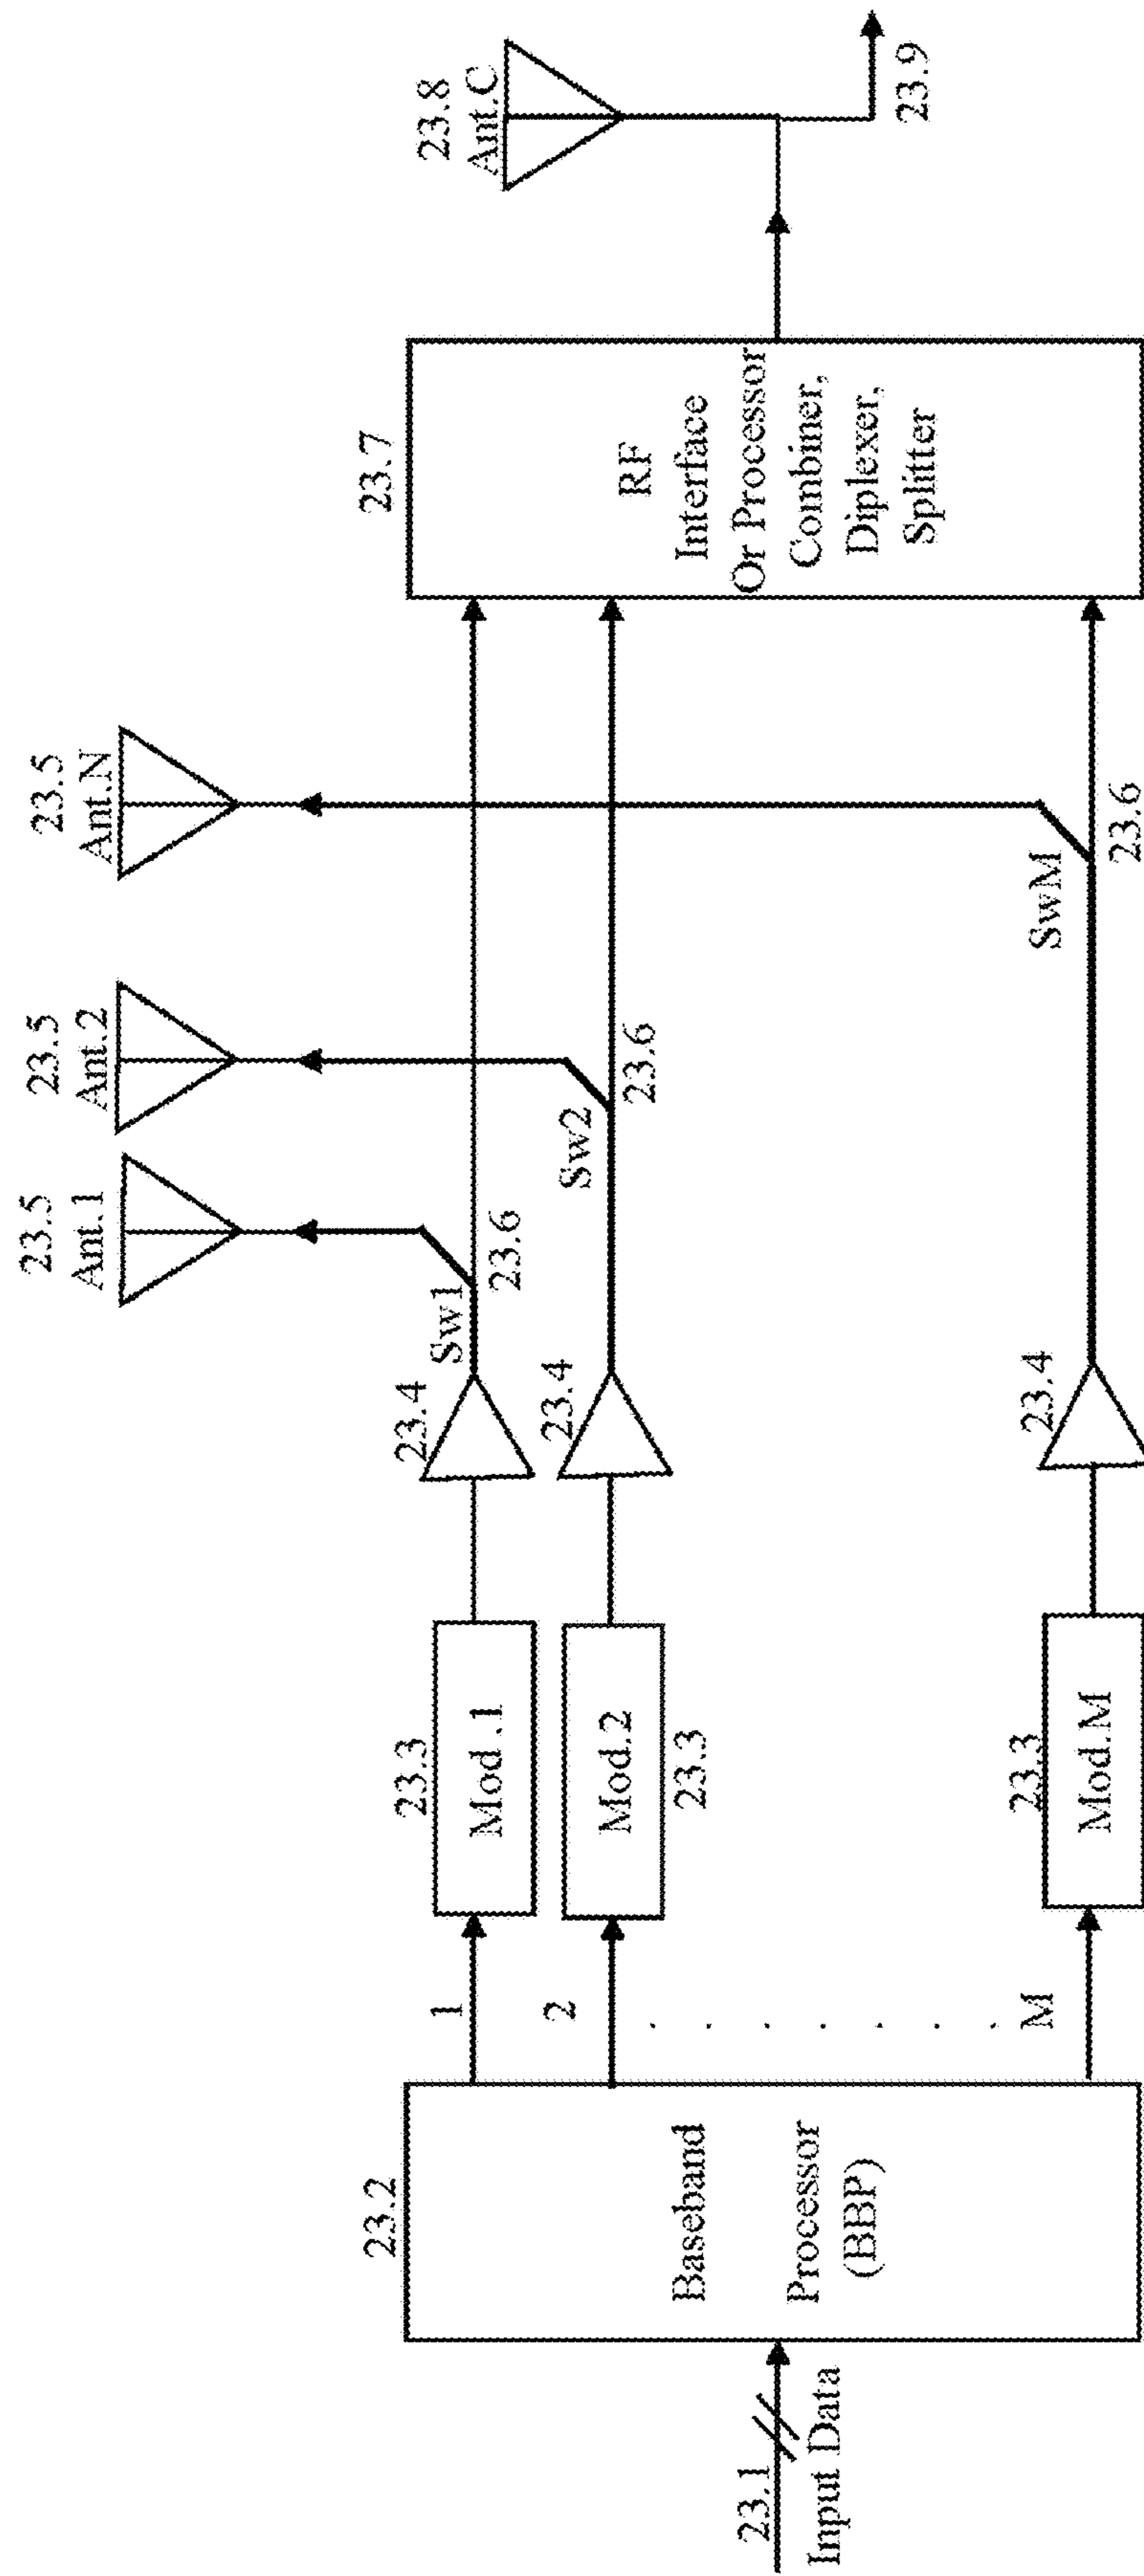 23.1
Input Data
23.2
Baseband
Processor
(BBP)
1
2
. . . . . . .
M
23.3
Mod.1
Mod.2
23.3
23.3
Mod.M
23.4
23.4
23.4
Sw1
23.6
Sw2
23.6
SwM
23.6
23.5
Ant.1
23.5
Ant.2
23.5
Ant.N
23.7
RF
Interface
Or Processor
Combiner,
Diplexer,
Splitter
23.8
Ant.C
23.9